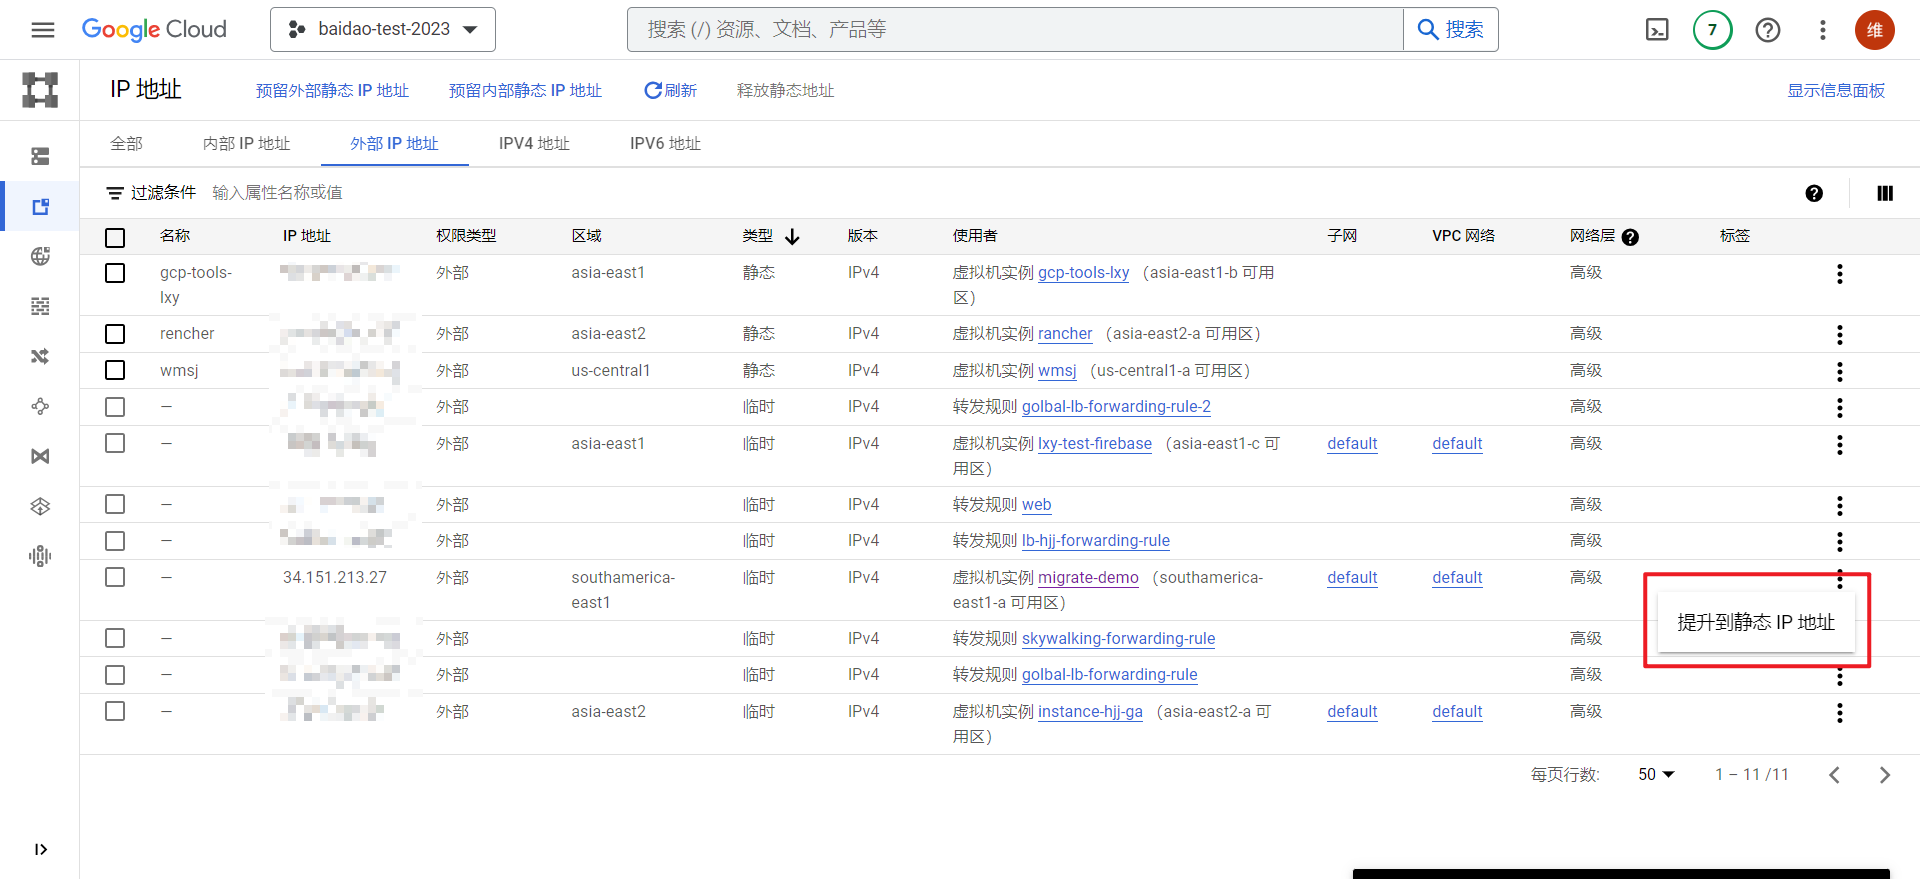 Google Cloud
baidao-test-2023
搜索 (/) 资源、文档、产品等
搜索
7
维
IP 地址
预留外部静态 IP 地址
预留内部静态 IP 地址
刷新
释放静态地址
显示信息面板
全部
内部 IP 地址
外部 IP 地址
IPV4 地址
IPV6 地址
过滤条件 输入属性名称或值
名称 IP 地址 权限类型 区域 类型 版本 使用者 子网 VPC 网络 网络层 标签
gcp-tools- 外部 asia-east1 静态 IPv4 虚拟机实例 gcp-tools-lxy (asia-east1-b 可用 高级
lxy 区)
rencher 外部 asia-east2 静态 IPv4 虚拟机实例 rancher (asia-east2-a 可用区) 高级
wmsj 外部 us-central1 静态 IPv4 虚拟机实例 wmsj (us-central1-a 可用区) 高级
— 外部 临时 IPv4 转发规则 golbal-lb-forwarding-rule-2 高级
— 外部 asia-east1 临时 IPv4 虚拟机实例 lxy-test-firebase (asia-east1-c 可 default default 高级
用区)
— 外部 临时 IPv4 转发规则 web 高级
— 外部 临时 IPv4 转发规则 lb-hjj-forwarding-rule 高级
— 34.151.213.27 外部 southamerica- 临时 IPv4 虚拟机实例 migrate-demo (southamerica- default default 高级
east1 east1-a 可用区)
提升到静态 IP 地址
— 外部 临时 IPv4 转发规则 skywalking-forwarding-rule 高级
— 外部 临时 IPv4 转发规则 golbal-lb-forwarding-rule 高级
— 外部 asia-east2 临时 IPv4 虚拟机实例 instance-hjj-ga (asia-east2-a 可 default default 高级
用区)
每页行数: 50 1 – 11 /11